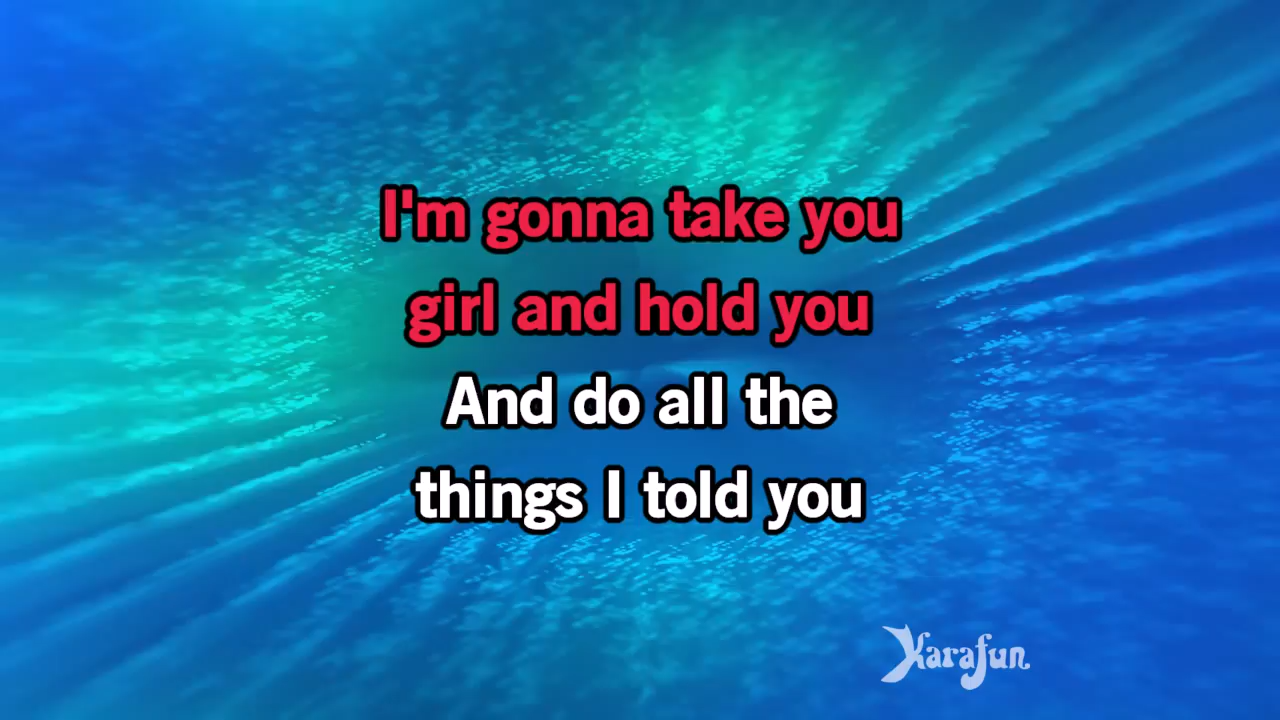 I'm gonna take you
girl and hold you
And do all the
things I told you
Karafun